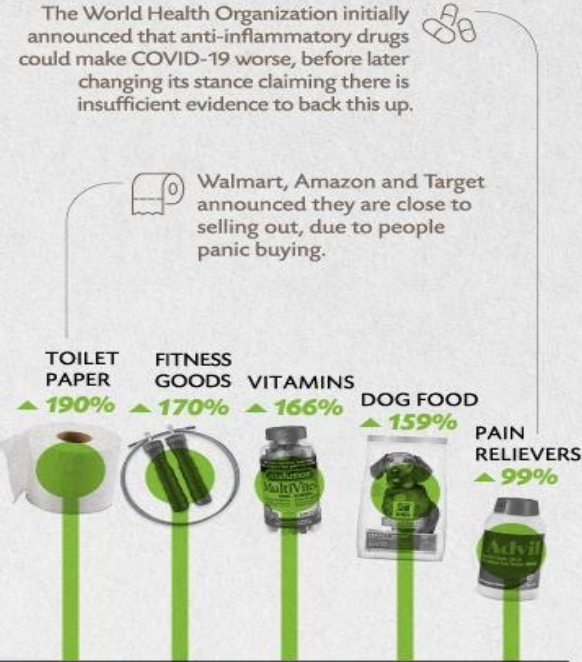 The World Health Organization initially
announced that anti-inflammatory drugs
could make COVID-19 worse, before later
changing its stance claiming there is
insufficient evidence to back this up.
Walmart, Amazon and Target
announced they are close to
selling out, due to people
panic buying.
TOILET
PAPER
▲ 190%
FITNESS
GOODS
▲ 170%
VITAMINS
▲ 166%
DOG FOOD
▲ 159%
PAIN
RELIEVERS
▲ 99%
MultiVites
Advil